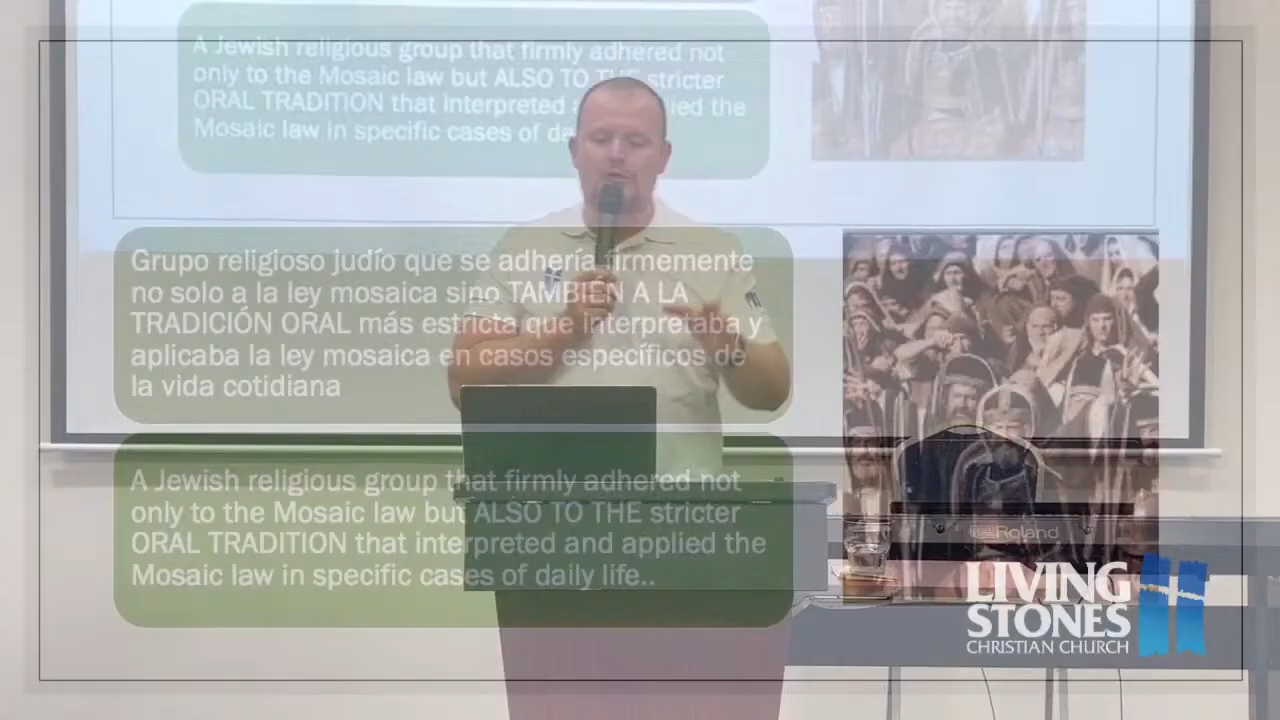 A Jewish religious group that firmly adhered not
only to the Mosaic law but ALSO TO THE stricter
ORAL TRADITION that interpreted the
Mosaic law in specific cases of
Grupo religioso judío que se adhería firmemente
no solo a la ley mosaica sino TAMBIÉN A LA
TRADICIÓN ORAL más estricta que interpretaba y
aplicaba la ley mosaica en casos específicos de
la vida cotidiana
A Jewish religious group that firmly adhered not
only to the Mosaic law but ALSO TO THE stricter
ORAL TRADITION that interpreted and applied the
Mosaic law in specific cases of daily life..
Roland
LIVING
STONES
CHRISTIAN CHURCH